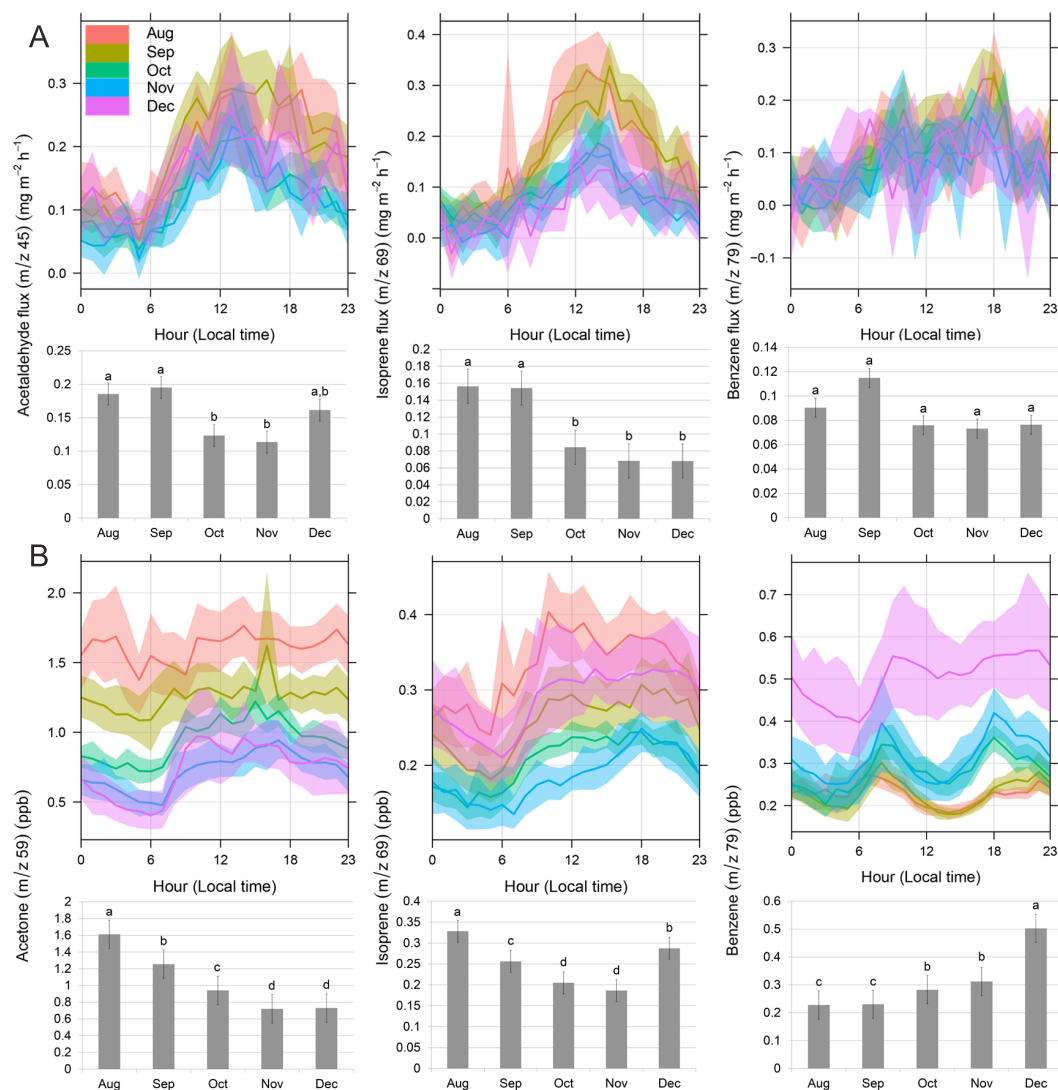 A
Aug
Sep
Oct
Nov
Dec
Acetaldehyde flux (m/z 45) (mg m⁻² h⁻¹)
0.3
0.2
0.1
0.0
0 6 12 18 23
Hour (Local time)
Isoprene flux (m/z 69) (mg m⁻² h⁻¹)
0.4
0.3
0.2
0.1
0.0
0 6 12 18 23
Hour (Local time)
Benzene flux (m/z 79) (mg m⁻² h⁻¹)
0.3
0.2
0.1
0.0
−0.1
0 6 12 18 23
Hour (Local time)
0.25
0.2
0.15
0.1
0.05
0
a a b b a,b
Aug Sep Oct Nov Dec
0.2
0.18
0.16
0.14
0.12
0.1
0.08
0.06
0.04
0.02
0
a a b b b
Aug Sep Oct Nov Dec
0.14
0.12
0.1
0.08
0.06
0.04
0.02
0
a a a a a
Aug Sep Oct Nov Dec
B
Acetone (m/z 59) (ppb)
2.0
1.5
1.0
0.5
0 6 12 18 23
Hour (Local time)
Isoprene (m/z 69) (ppb)
0.4
0.3
0.2
0 6 12 18 23
Hour (Local time)
Benzene (m/z 79) (ppb)
0.7
0.6
0.5
0.4
0.3
0.2
0 6 12 18 23
Hour (Local time)
2
1.8
1.6
1.4
1.2
1
0.8
0.6
0.4
0.2
0
a b c d d
Aug Sep Oct Nov Dec
0.4
0.35
0.3
0.25
0.2
0.15
0.1
0.05
0
a c d d b
Aug Sep Oct Nov Dec
0.6
0.5
0.4
0.3
0.2
0.1
0
c c b b a
Aug Sep Oct Nov Dec